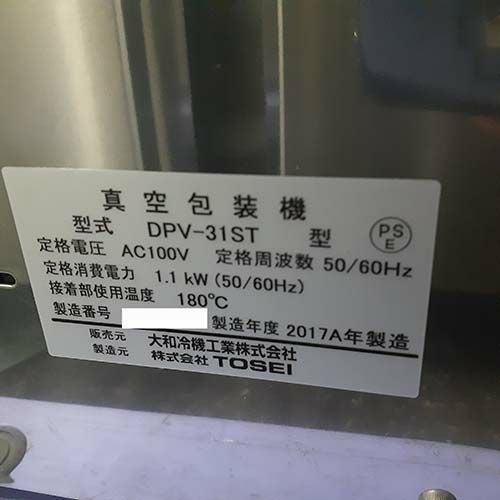 真空包装機
型式 DPV-31ST 型 PSE
定格電圧 AC100V 定格周波数 50/60Hz
定格消費電力 1.1 kW (50/60Hz)
接着部使用温度 180℃
製造番号 製造年度 2017A年製造
販売元 大和冷機工業株式会社
製造元 株式会社 TOSEI